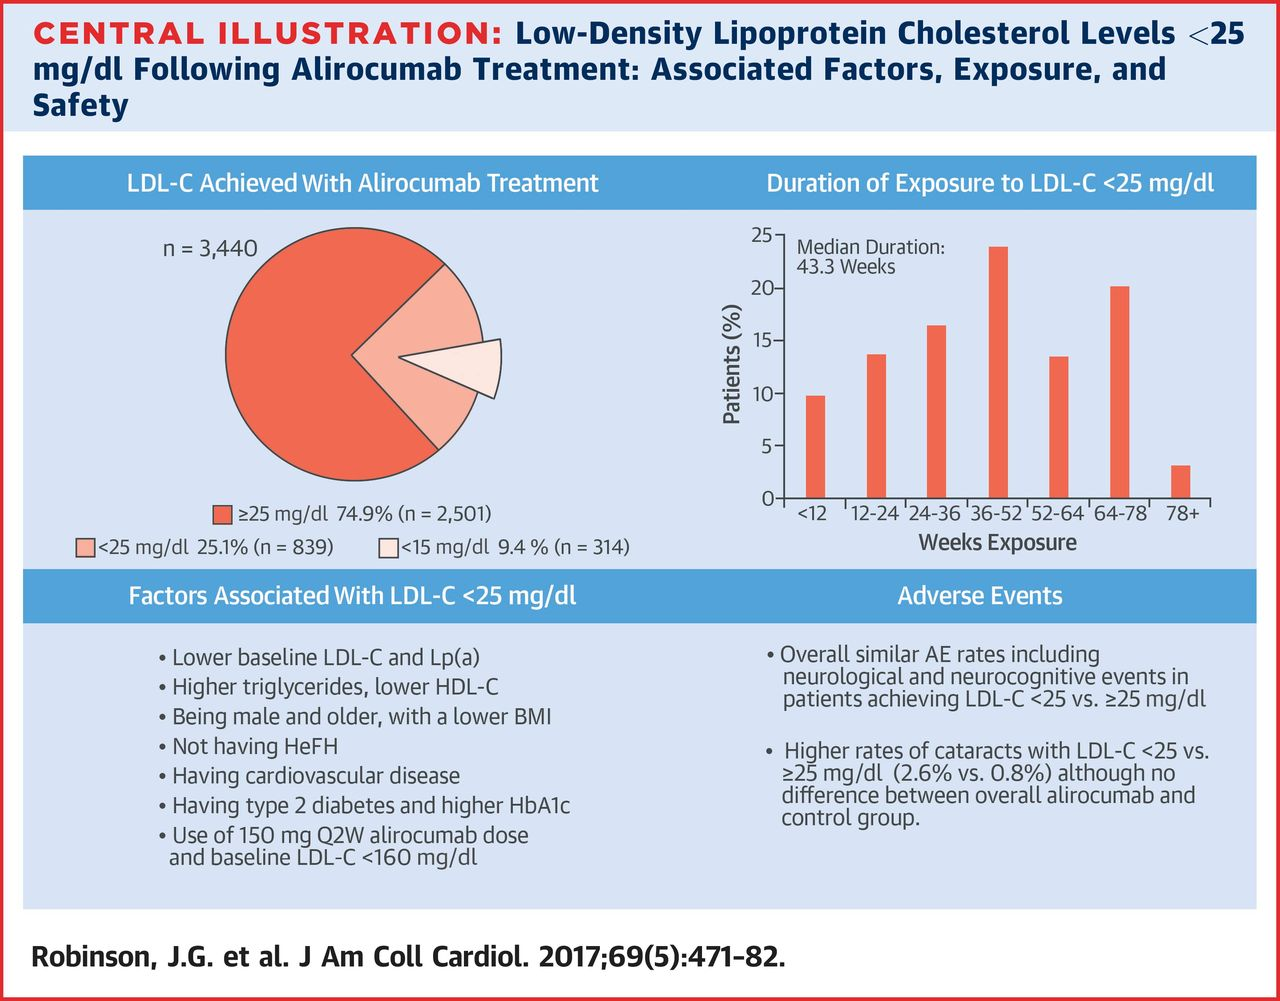 CENTRAL ILLUSTRATION: Low-Density Lipoprotein Cholesterol Levels <25
mg/dl Following Alirocumab Treatment: Associated Factors, Exposure, and
Safety
LDL-C Achieved With Alirocumab Treatment
n = 3,440
≥25 mg/dl 74.9% (n = 2,501)
<25 mg/dl 25.1% (n = 839)
<15 mg/dl 9.4 % (n = 314)
Duration of Exposure to LDL-C <25 mg/dl
Median Duration:
43.3 Weeks
Patients (%)
25
20
15
10
5
0
<12 12-24 24-36 36-52 52-64 64-78 78+
Weeks Exposure
Factors Associated With LDL-C <25 mg/dl
• Lower baseline LDL-C and Lp(a)
• Higher triglycerides, lower HDL-C
• Being male and older, with a lower BMI
• Not having HeFH
• Having cardiovascular disease
• Having type 2 diabetes and higher HbA1c
• Use of 150 mg Q2W alirocumab dose
and baseline LDL-C <160 mg/dl
Adverse Events
• Overall similar AE rates including
neurological and neurocognitive events in
patients achieving LDL-C <25 vs. ≥25 mg/dl
• Higher rates of cataracts with LDL-C <25 vs.
≥25 mg/dl (2.6% vs. 0.8%) although no
difference between overall alirocumab and
control group.
Robinson, J.G. et al. J Am Coll Cardiol. 2017;69(5):471–82.